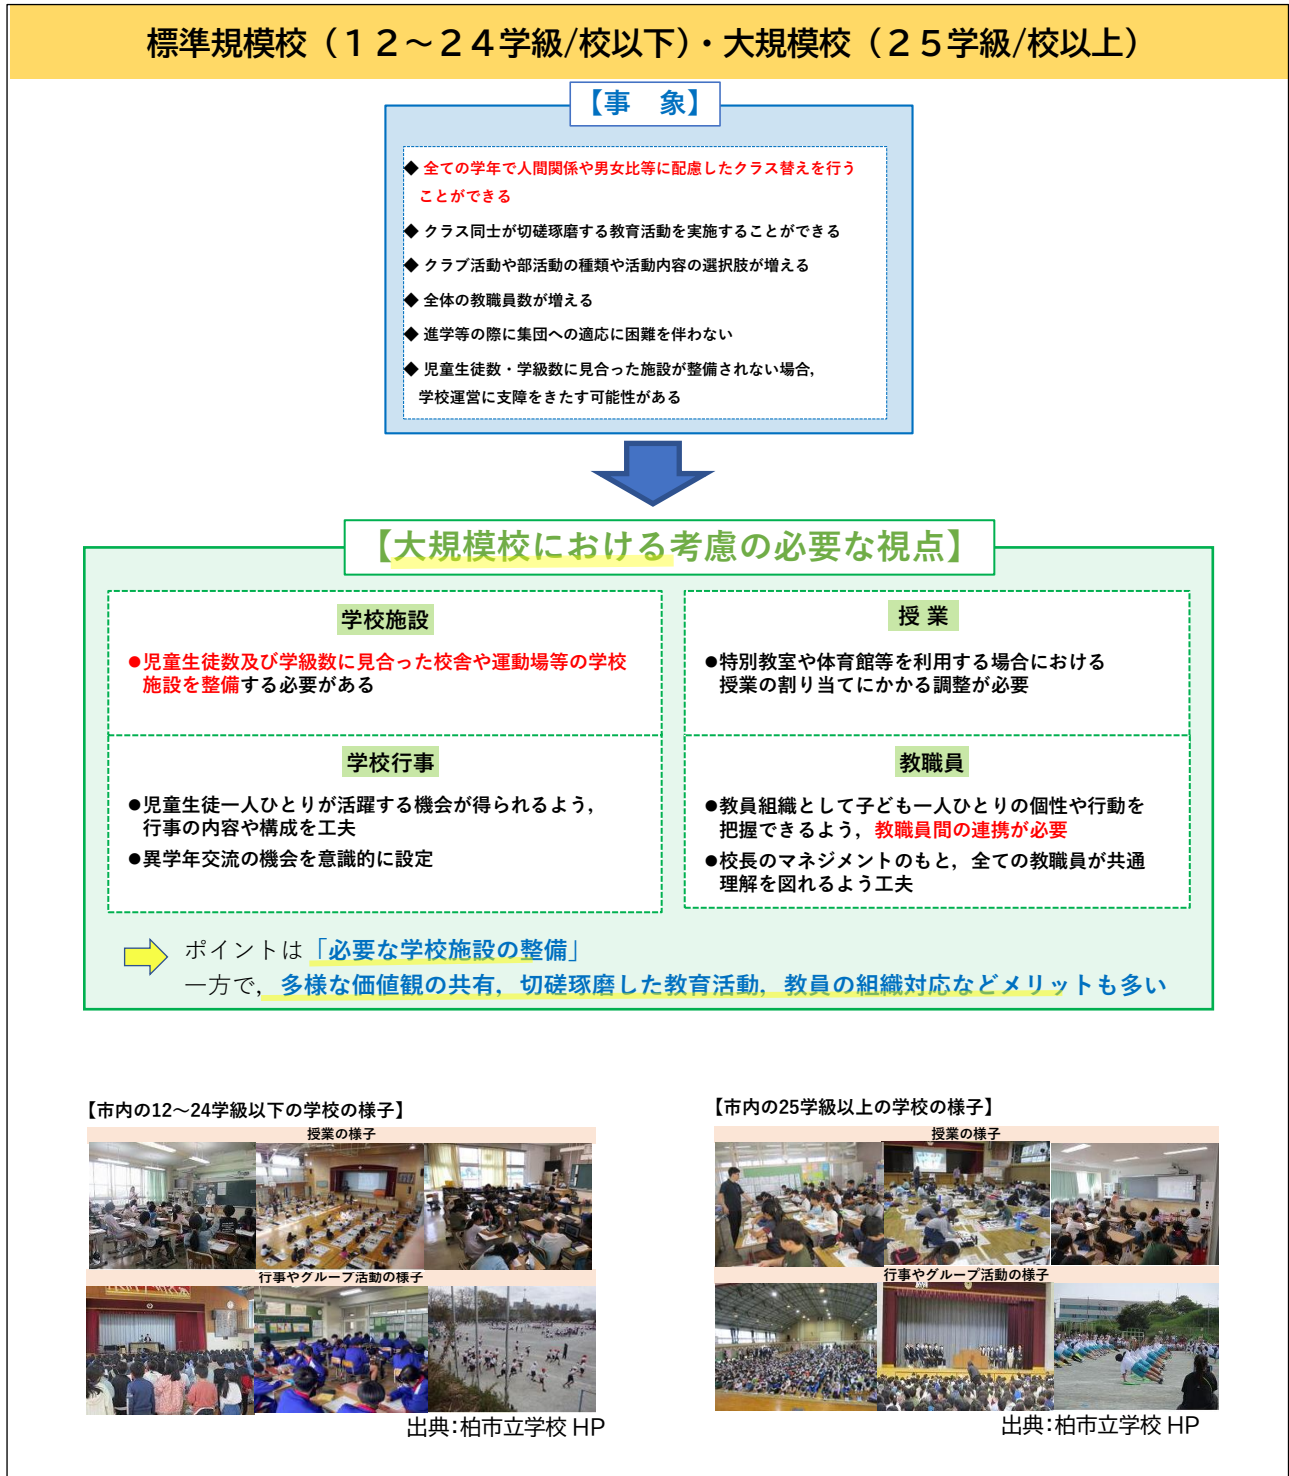 標準規模校（１２～２４学級/校以下）・大規模校（２５学級/校以上）
【事　象】
◆ 全ての学年で人間関係や男女比等に配慮したクラス替えを行う
ことができる
◆ クラス同士が切磋琢磨する教育活動を実施することができる
◆ クラブ活動や部活動の種類や活動内容の選択肢が増える
◆ 全体の教職員数が増える
◆ 進学等の際に集団への適応に困難を伴わない
◆ 児童生徒数・学級数に見合った施設が整備されない場合，
学校運営に支障をきたす可能性がある
【大規模校における考慮の必要な視点】
学校施設
●児童生徒数及び学級数に見合った校舎や運動場等の学校
施設を整備する必要がある
授 業
●特別教室や体育館等を利用する場合における
授業の割り当てにかかる調整が必要
学校行事
●児童生徒一人ひとりが活躍する機会が得られるよう，
行事の内容や構成を工夫
●異学年交流の機会を意識的に設定
教職員
●教員組織として子ども一人ひとりの個性や行動を
把握できるよう，教職員間の連携が必要
●校長のマネジメントのもと，全ての教職員が共通
理解を図れるよう工夫
ポイントは「必要な学校施設の整備」
一方で，多様な価値観の共有，切磋琢磨した教育活動，教員の組織対応などメリットも多い
【市内の12～24学級以下の学校の様子】
授業の様子
行事やグループ活動の様子
出典：柏市立学校 HP
【市内の25学級以上の学校の様子】
授業の様子
行事やグループ活動の様子
出典：柏市立学校 HP